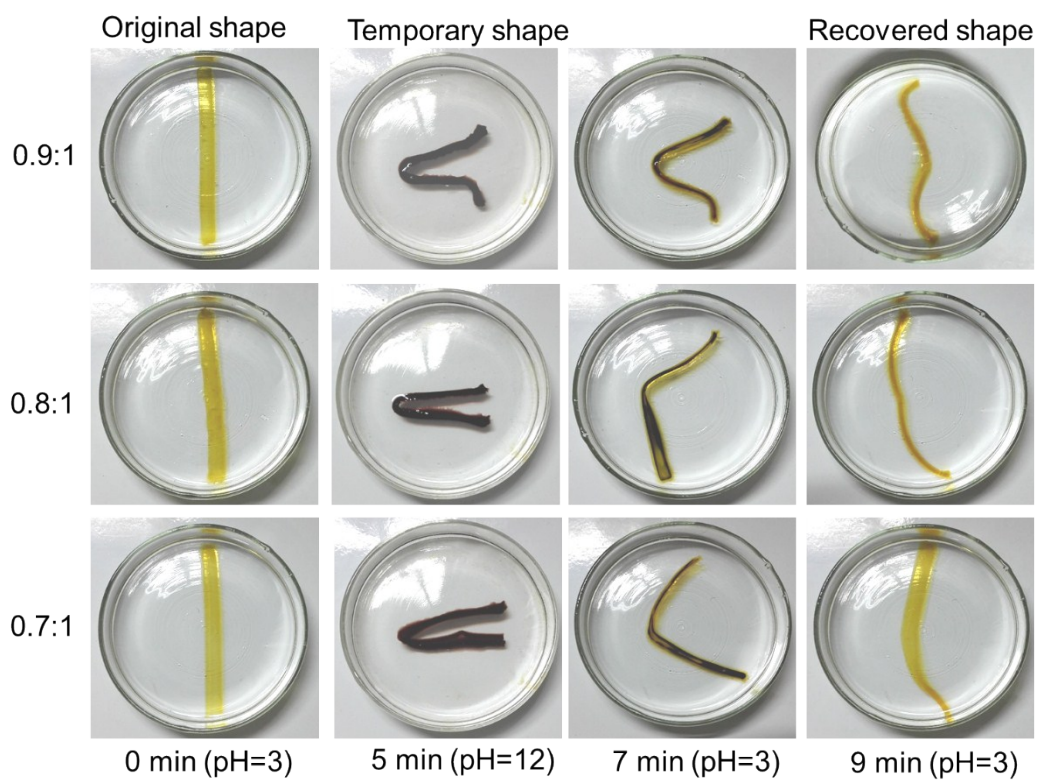 Original shape
Temporary shape
Recovered shape
0.9:1
0.8:1
0.7:1
0 min (pH=3)
5 min (pH=12)
7 min (pH=3)
9 min (pH=3)